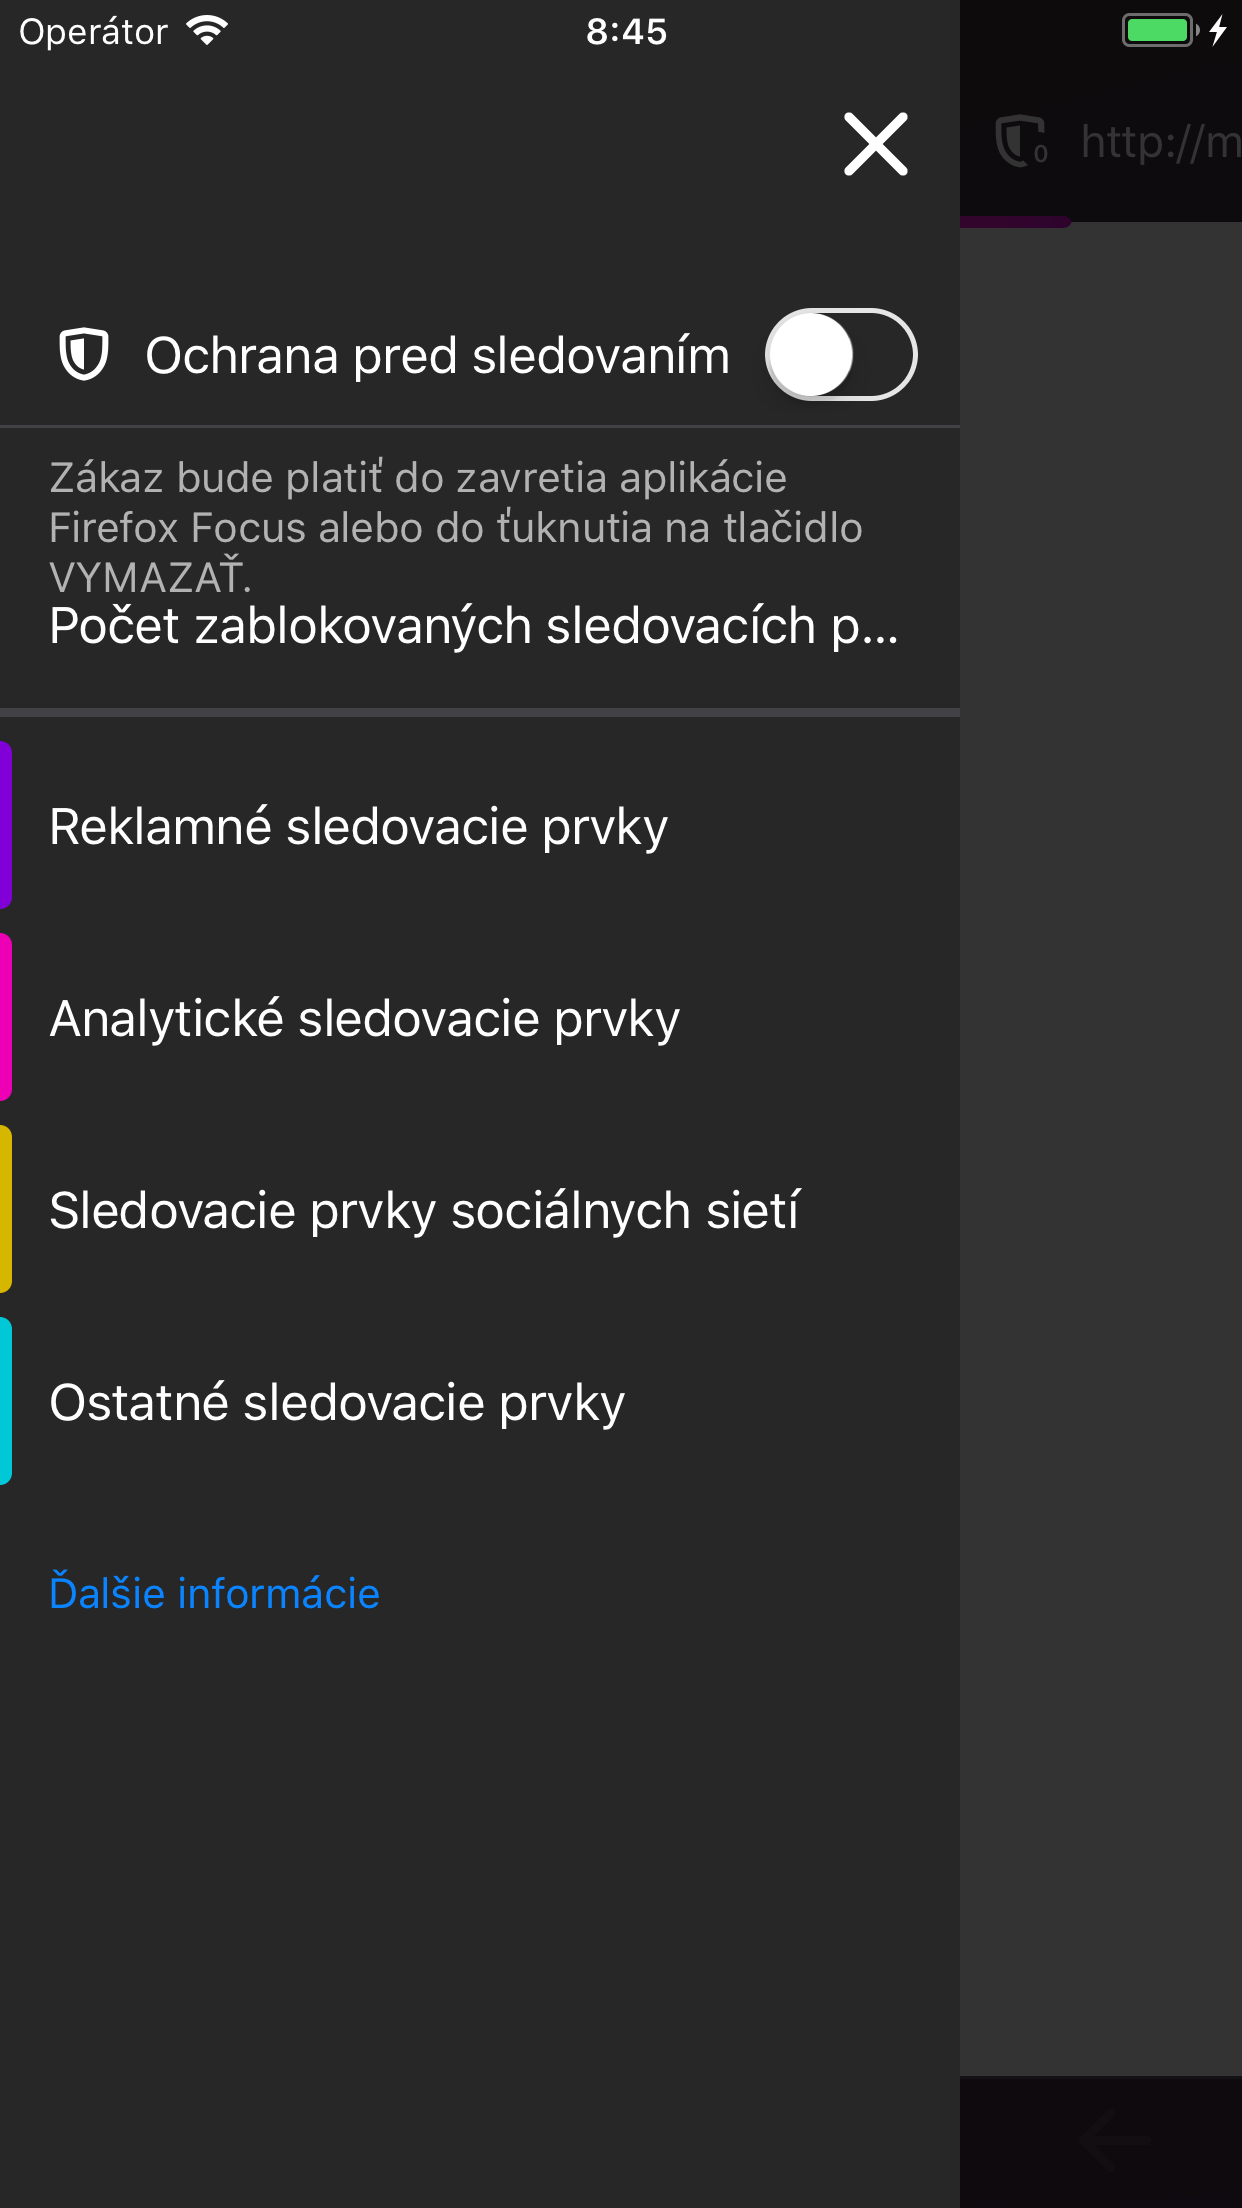 Operátor
8:45
0
http://m
Ochrana pred sledovaním
Zákaz bude platiť do zavretia aplikácie
Firefox Focus alebo do ťuknutia na tlačidlo
VYMAZAŤ.
Počet zablokovaných sledovacích p...
Reklamné sledovacie prvky
Analytické sledovacie prvky
Sledovacie prvky sociálnych sietí
Ostatné sledovacie prvky
Ďalšie informácie